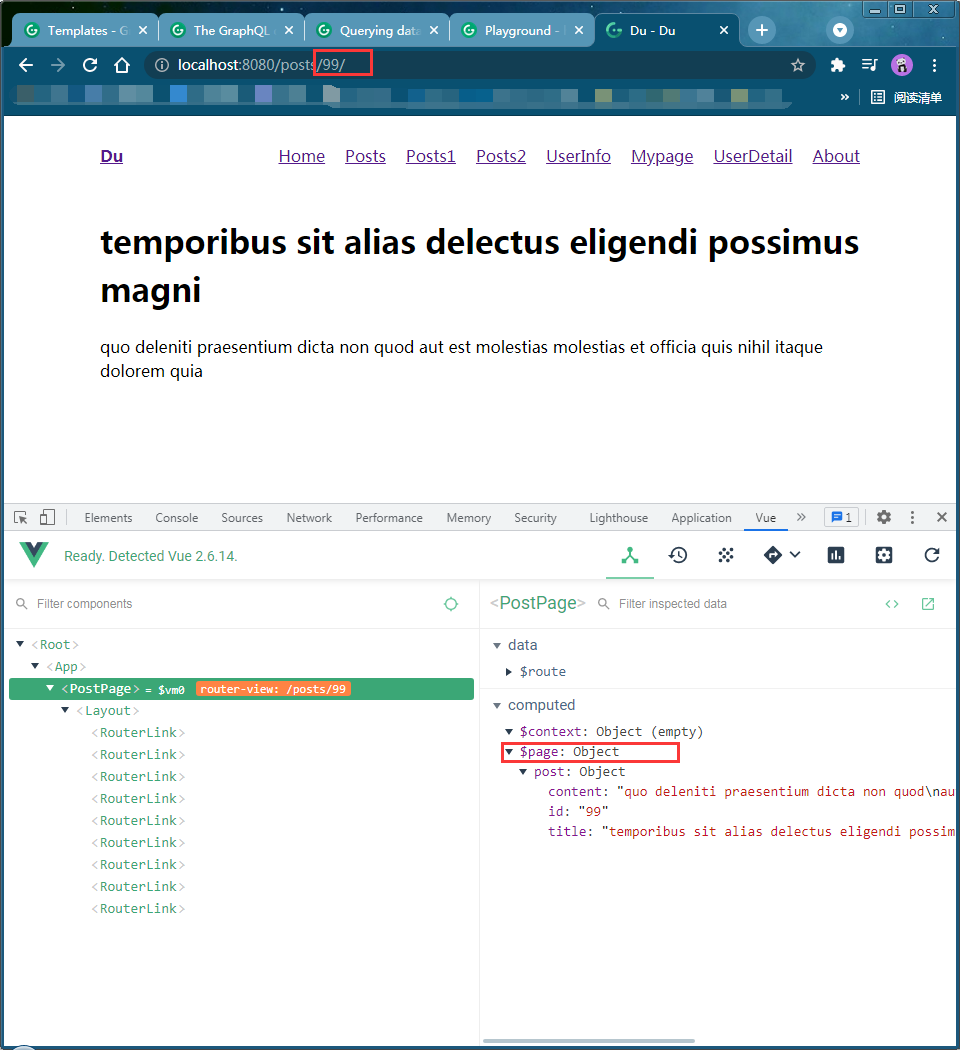 Templates - G
The GraphQL
Querying data
Playground -
Du - Du
localhost:8080/posts/99/
阅读清单
Du
Home Posts Posts1 Posts2 UserInfo Mypage UserDetail About
temporibus sit alias delectus eligendi possimus
magni
quo deleniti praesentium dicta non quod aut est molestias molestias et officia quis nihil itaque
dolorem quia
Elements Console Sources Network Performance Memory Security Lighthouse Application Vue 1
Ready. Detected Vue 2.6.14.
Filter components
<PostPage> Filter inspected data
<Root>
<App>
<PostPage> = $vm0 router-view: /posts/99
<Layout>
<RouterLink>
<RouterLink>
<RouterLink>
<RouterLink>
<RouterLink>
<RouterLink>
<RouterLink>
<RouterLink>
<RouterLink>
data
$route
computed
$context: Object (empty)
$page: Object
post: Object
content: "quo deleniti praesentium dicta non quod\nau
id: "99"
title: "temporibus sit alias delectus eligendi possim